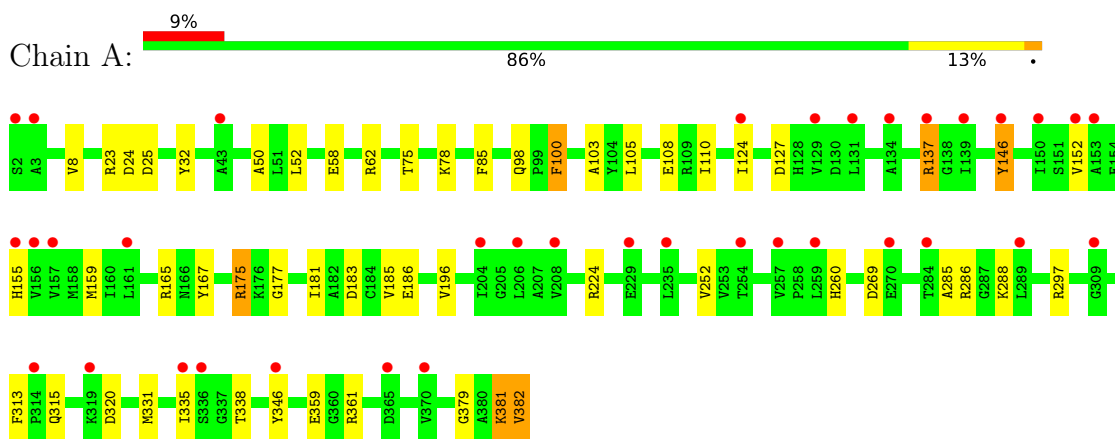 9%
Chain A:
86% 13% •
S2 A3 V8 R23 D24 D25 Y32 A43 A50 L51 L52 E58 R62 T75 K78 F85 Q98 P99 F100 A103 Y104 L105 E108 R109 I110 I124 D127 H128 V129 D130 L131 A134 R137 G138 I139 Y146 I150 S151 V152 A153 E154
H155 V156 V157 M158 M159 I160 L161 R165 N166 Y167 R175 K176 G177 I181 A182 D183 C184 V185 E186 V196 I204 G205 L206 A207 V208 R224 E229 L235 V252 V253 T254 V257 P258 L259 H260 D269 E270 T284 A285 R286 G287 K288 L289 R297 G309
F313 P314 Q315 K319 D320 M331 I335 S336 G337 T338 Y346 E359 G360 R361 D365 V370 G379 A380 K381 V382